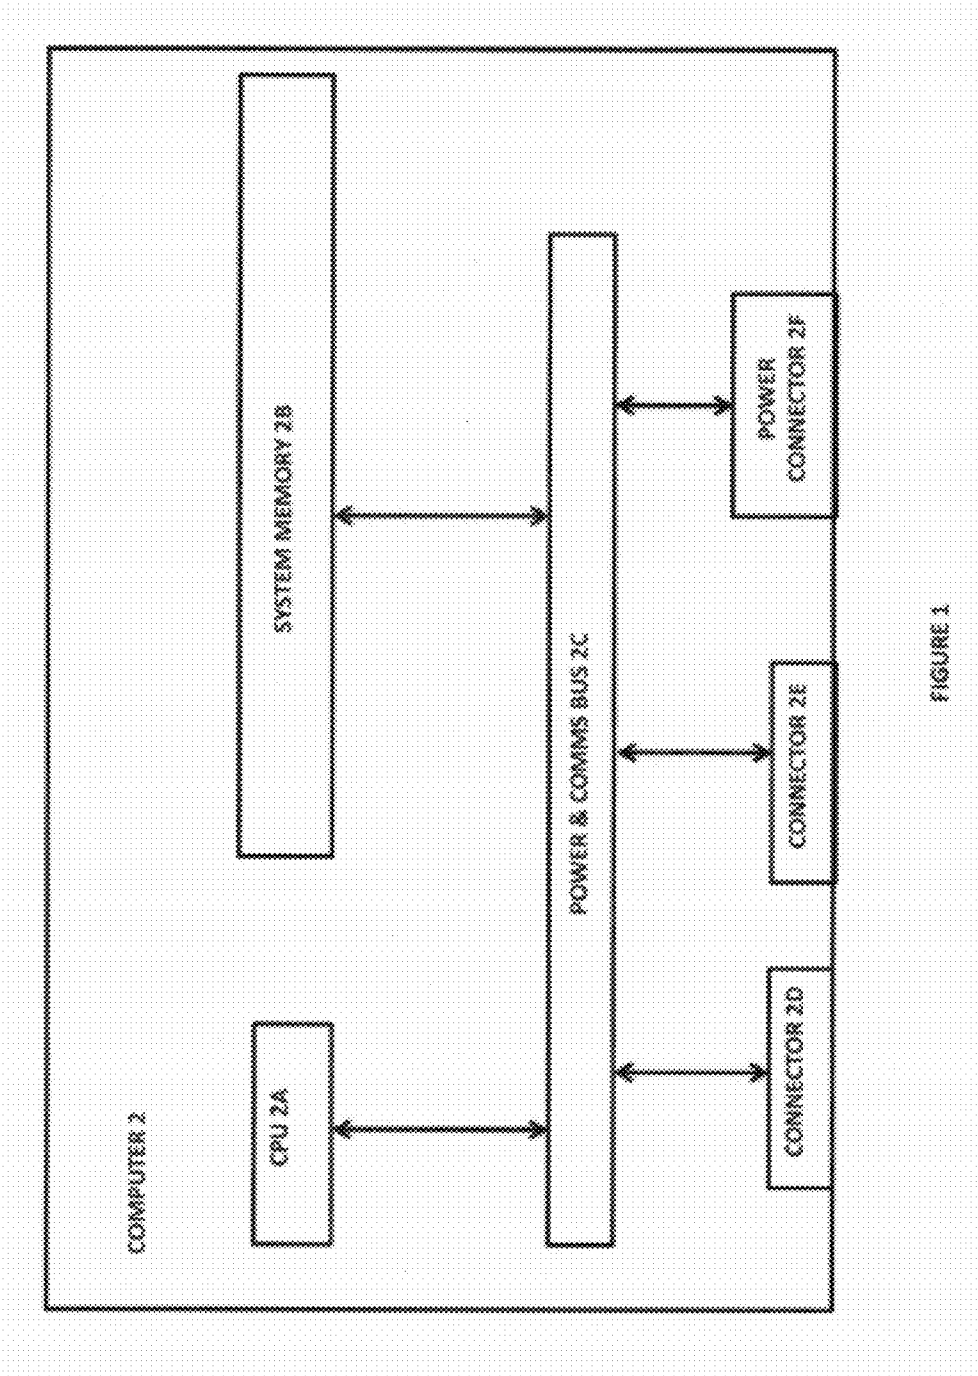 COMPUTER 2
CPU 2A
SYSTEM MEMORY 2B
POWER & COMMS BUS 2C
CONNECTOR 2D
CONNECTOR 2E
POWER
CONNECTOR 2F
FIGURE 1